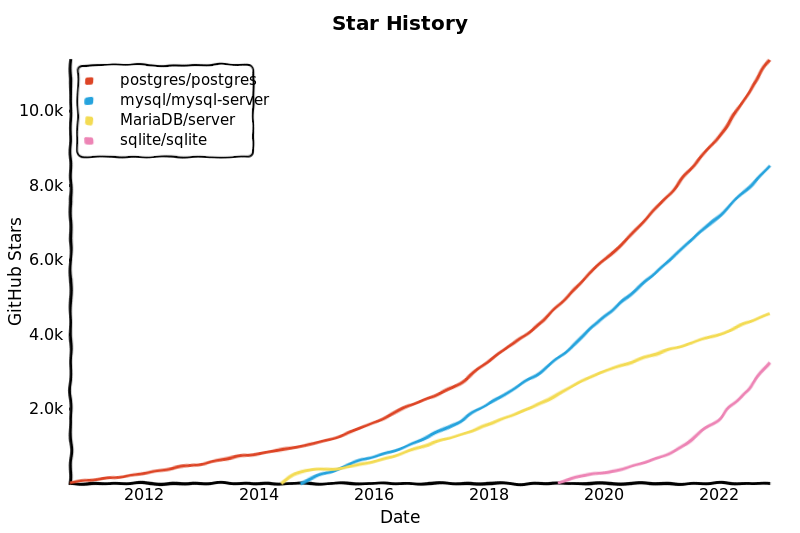 Star History
postgres/postgres
mysql/mysql-server
MariaDB/server
sqlite/sqlite
GitHub Stars
10.0k
8.0k
6.0k
4.0k
2.0k
2012 2014 2016 2018 2020 2022
Date